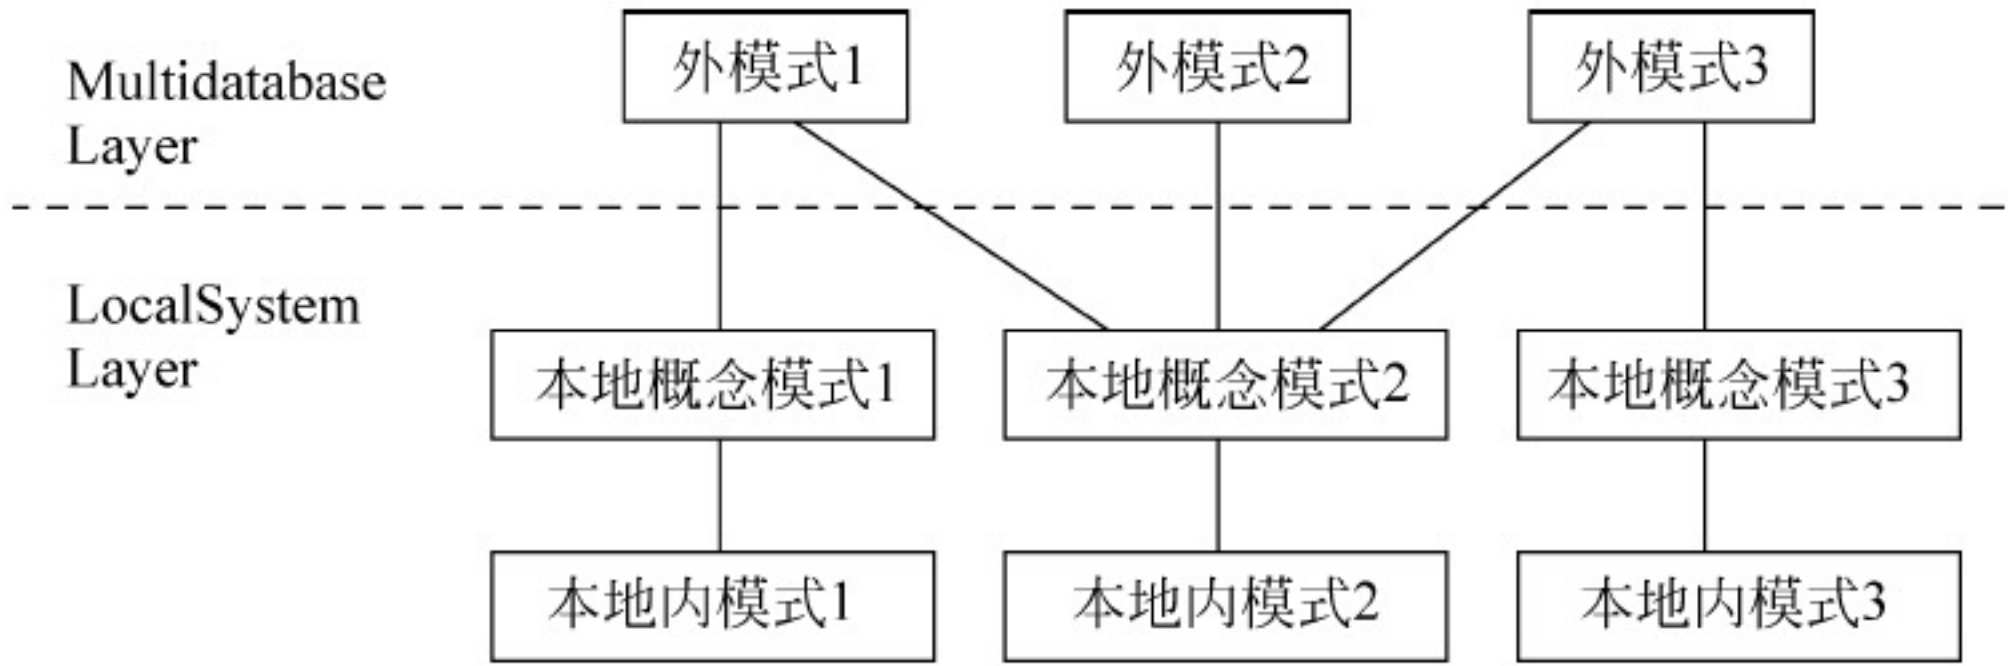 Multidatabase
Layer
外模式1
外模式2
外模式3
LocalSystem
Layer
本地概念模式1
本地概念模式2
本地概念模式3
本地内模式1
本地内模式2
本地内模式3